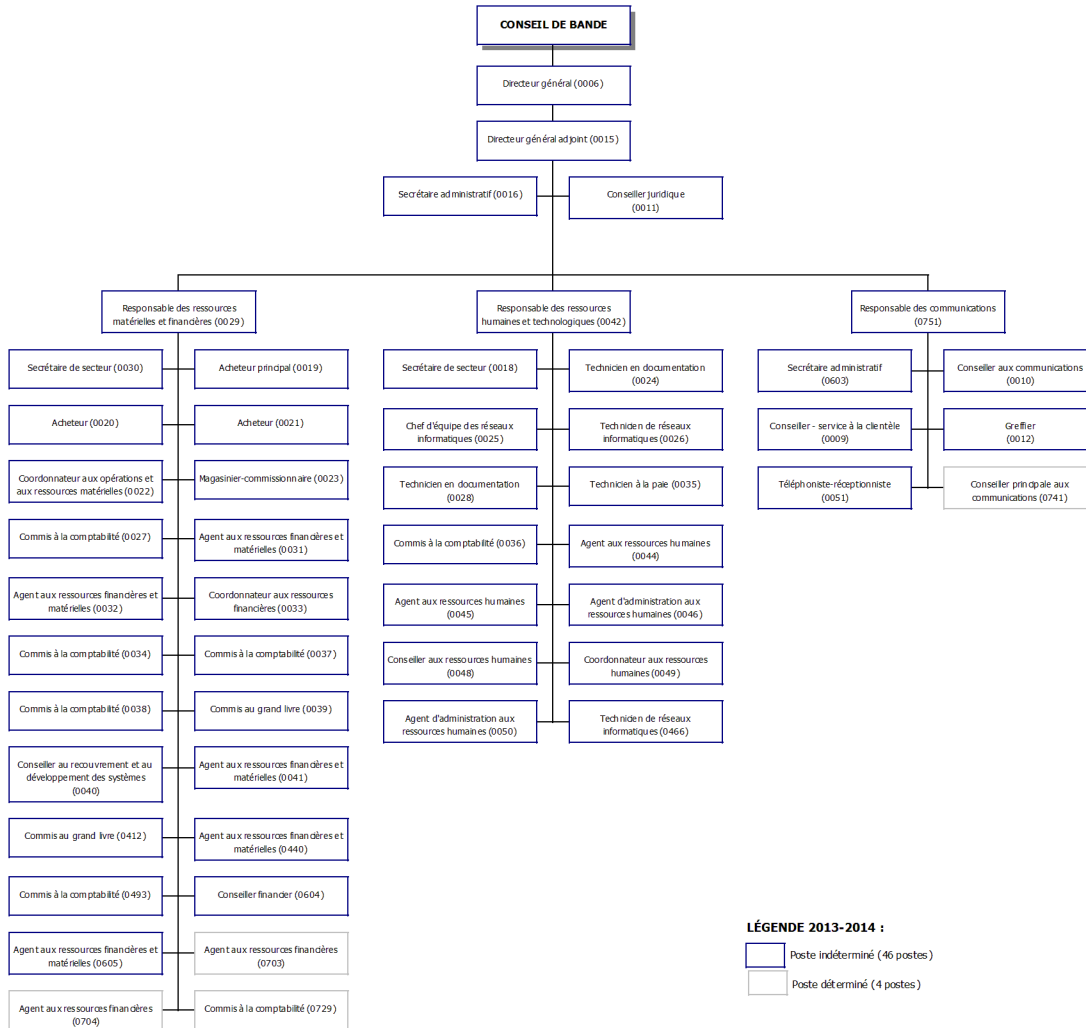 CONSEIL DE BANDE
Directeur général (0006)
Directeur général adjoint (0015)
Secrétaire administratif (0016)
Conseiller juridique
(0011)
Responsable des ressources
matérielles et financières (0029)
Responsable des ressources
humaines et technologiques (0042)
Responsable des communications
(0751)
Secrétaire de secteur (0030)
Acheteur principal (0019)
Acheteur (0020)
Acheteur (0021)
Coordonnateur aux opérations et
aux ressources matérielles (0022)
Magasinier-commissionnaire (0023)
Commis à la comptabilité (0027)
Agent aux ressources financières et
matérielles (0031)
Agent aux ressources financières et
matérielles (0032)
Coordonnateur aux ressources
financières (0033)
Commis à la comptabilité (0034)
Commis à la comptabilité (0037)
Commis à la comptabilité (0038)
Commis au grand livre (0039)
Conseiller au recouvrement et au
développement des systèmes
(0040)
Agent aux ressources financières et
matérielles (0041)
Commis au grand livre (0412)
Agent aux ressources financières et
matérielles (0440)
Commis à la comptabilité (0493)
Conseiller financier (0604)
Agent aux ressources financières et
matérielles (0605)
Agent aux ressources financières
(0703)
Agent aux ressources financières
(0704)
Commis à la comptabilité (0729)
Secrétaire de secteur (0018)
Technicien en documentation
(0024)
Chef d'équipe des réseaux
informatiques (0025)
Technicien de réseaux
informatiques (0026)
Technicien en documentation
(0028)
Technicien à la paie (0035)
Commis à la comptabilité (0036)
Agent aux ressources humaines
(0044)
Agent aux ressources humaines
(0045)
Agent d'administration aux
ressources humaines (0046)
Conseiller aux ressources humaines
(0048)
Coordonnateur aux ressources
humaines (0049)
Agent d'administration aux
ressources humaines (0050)
Technicien de réseaux
informatiques (0466)
Secrétaire administratif
(0603)
Conseiller aux communications
(0010)
Conseiller - service à la clientèle
(0009)
Greffier
(0012)
Téléphoniste-réceptionniste
(0051)
Conseiller principale aux
communications (0741)
LÉGENDE 2013-2014 :
Poste indéterminé (46 postes)
Poste déterminé (4 postes)